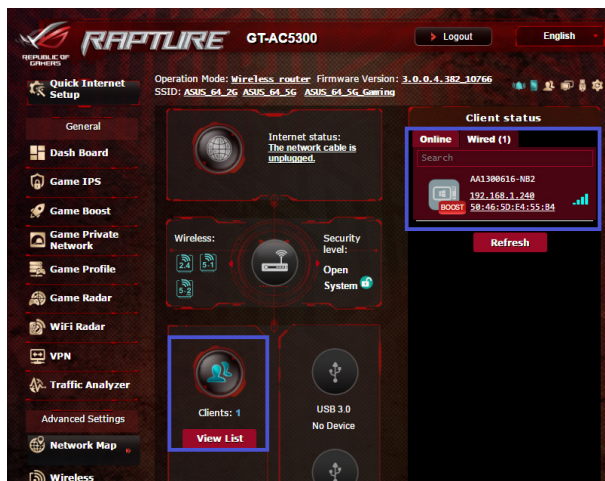 REPUBLIC OF
GAMERS
RAPTURE
GT-AC5300
Logout
English
Quick Internet
Setup
Operation Mode: Wireless router Firmware Version: 3.0.0.4.382_10766
SSID: ASUS_64_2G ASUS_64_5G ASUS_64_5G_Gaming
General
Dash Board
Game IPS
Game Boost
Game Private
Network
Game Profile
Game Radar
WiFi Radar
VPN
Traffic Analyzer
Advanced Settings
Network Map
Wireless
Internet status:
The network cable is
unplugged.
Wireless:
2.4
5-1
5-2
Security
level:
Open
System
Clients: 1
View List
USB 3.0
No Device
Client status
Online
Wired (1)
Search
AA1300616-NB2
192.168.1.240
50:46:5D:E4:55:84
BOOST
Refresh